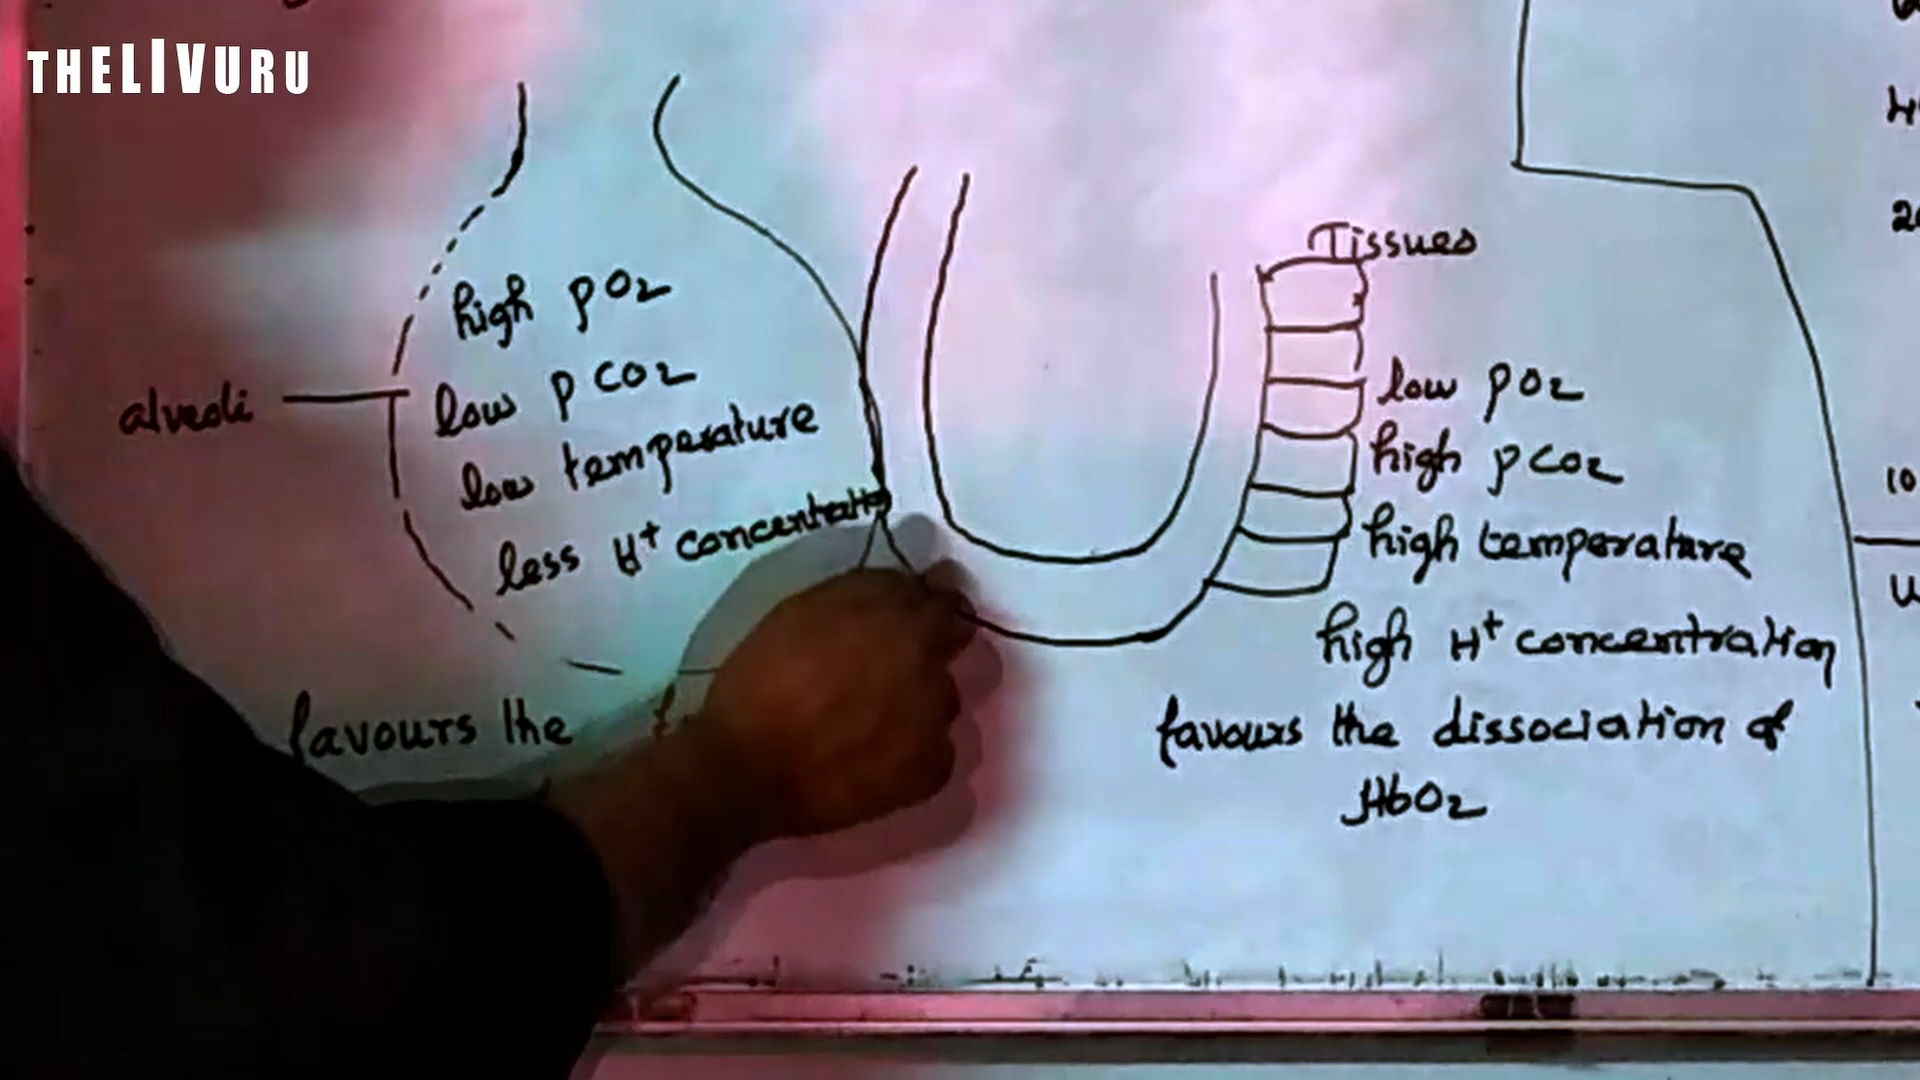 THELIVURU
Tissues
high pO2
low pCO2
low temperature
less H+ concentratio
alveoli
favours the
low pO2
high pCO2
high temperature
high H+ concentration
favours the dissociation of
HbO2
10